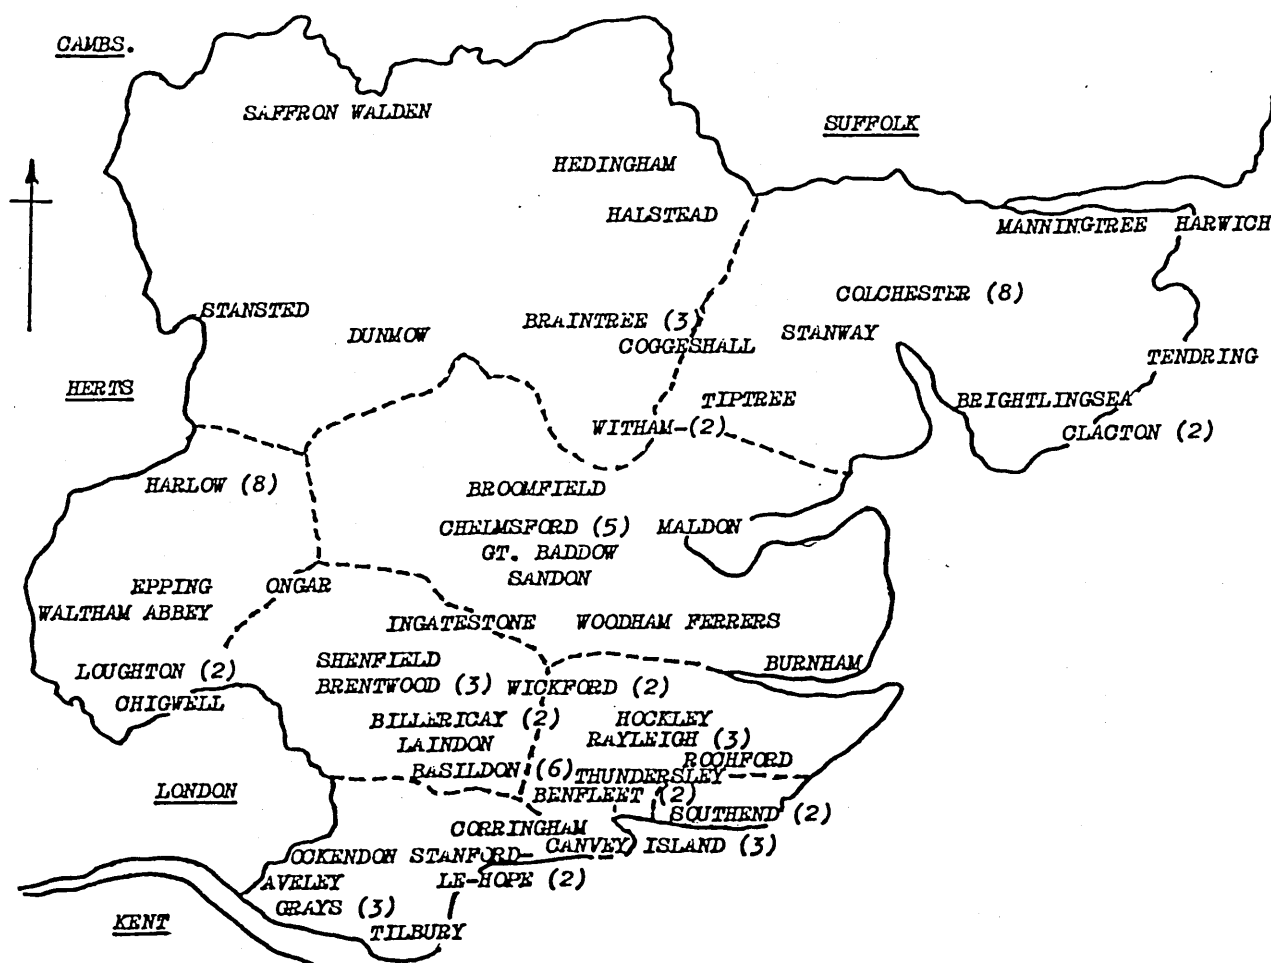 CAMBS.
SAFFRON WALDEN
SUFFOLK
HEDINGHAM
HALSTEAD
MANNINGTREE HARWICH
COLCHESTER (8)
STANSTED
BRAINTREE (3)
DUNMOW
STANWAY
COGGESHALL
TENDRING
HERTS
TIPTREE
BRIGHTLINGSEA
WITHAM-(2)
CLACTON (2)
HARLOW (8)
BROOMFIELD
CHELMSFORD (5)
MALDON
GT. BADDOW
SANDON
EPPING
ONGAR
WALTHAM ABBEY
INGATESTONE
WOODHAM FERRERS
SHENFIELD
BURNHAM
LOUGHTON (2)
BRENTWOOD (3)
WICKFORD (2)
CHIGWELL
BILLERICAY (2)
HOCKLEY
LAINDON
RAYLEIGH (3)
ROCHFORD
BASILDON (6)
THUNDERSLEY
LONDON
BENFLEET (2)
SOUTHEND (2)
CORRINGHAM
CANVEY ISLAND (3)
OCKENDON
STANFORD-
LE-HOPE (2)
AVELEY
GRAYS (3)
KENT
TILBURY